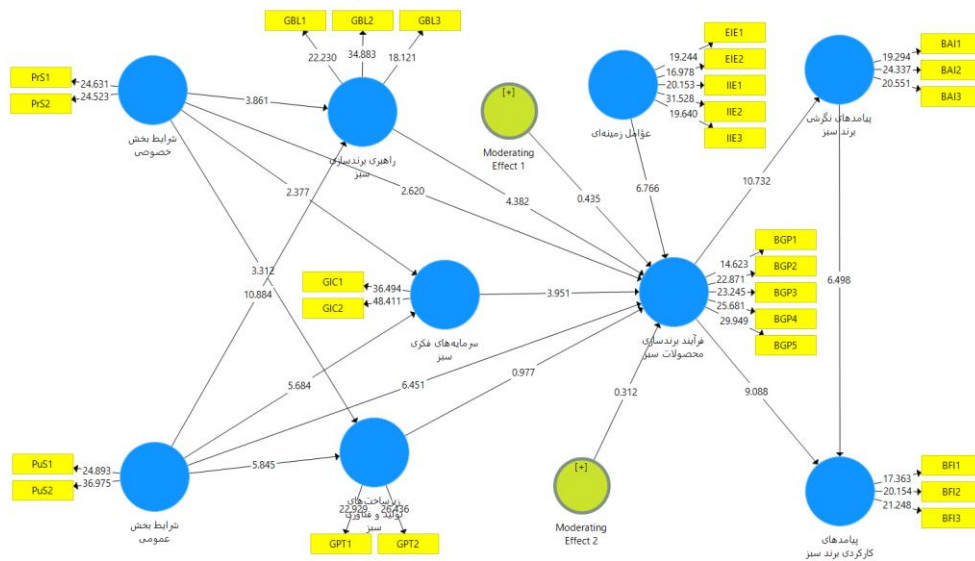 GBL1
GBL2
GBL3
22.230
34.883
18.121
PrS1
PrS2
24.631
24.523
شرایط بخش
خصوصی
3.861
راهبری برندسازی
سبز
[+]
Moderating
Effect 1
EIE1
EIE2
IIE1
IIE2
IIE3
19.244
16.978
20.153
31.528
19.640
عوامل زمینه‌ای
BAI1
BAI2
BAI3
19.294
24.337
20.551
پیامدهای نگرشی
برند سبز
2.377
2.620
4.382
0.435
6.766
10.732
3.312
10.884
GIC1
GIC2
36.494
48.411
سرمایه‌های فکری
سبز
3.951
BGP1
BGP2
BGP3
BGP4
BGP5
14.623
22.871
23.245
25.681
29.949
فرآیند برندسازی
محصولات سبز
6.498
5.684
6.451
0.977
0.312
9.088
PuS1
PuS2
24.893
36.975
شرایط بخش
عمومی
5.845
زیرساخت‌های
تولید و فناوری
سبز
22.929
26.436
GPT1
GPT2
[+]
Moderating
Effect 2
BFI1
BFI2
BFI3
17.363
20.154
21.248
پیامدهای
کارکردی برند سبز